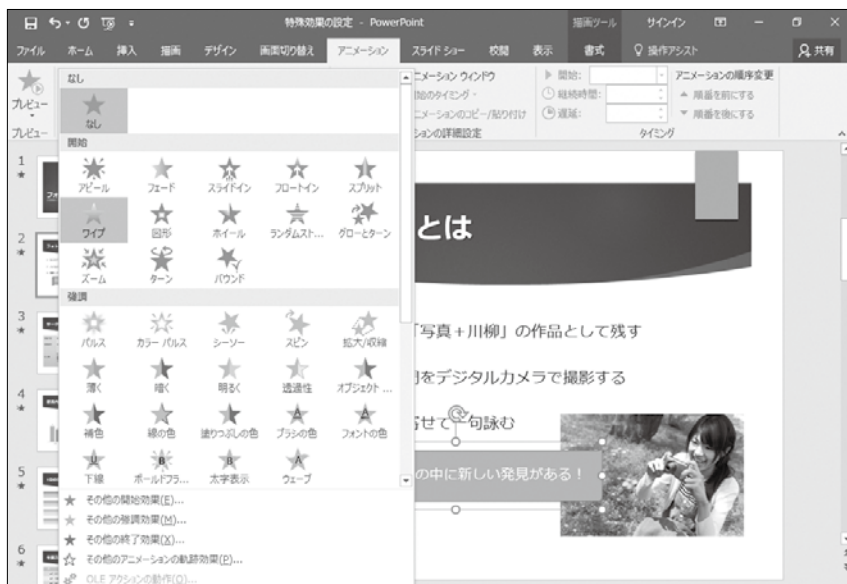 特殊効果の設定 - PowerPoint
描画ツール
サインイン
ファイル ホーム 挿入 描画 デザイン 画面切り替え アニメーション スライド ショー 校閲 表示 書式 操作アシスト 共有
プレビュー
プレビュー
なし
なし
開始
アピール フェード スライドイン フロートイン スプリット
ワイプ 図形 ホイール ランダムスト... グローとターン
ズーム ターン バウンド
強調
パルス カラー パルス シーソー スピン 拡大/収縮
薄く 暗く 明るく 透過性 オブジェクト ...
補色 線の色 塗りつぶしの色 ブラシの色 フォントの色
下線 ボールドフラ... 太字表示 ウェーブ
その他の開始効果(E)...
その他の強調効果(M)...
その他の終了効果(X)...
その他のアニメーションの軌跡効果(P)...
OLE アクションの動作(O)...
ニメーション ウィンドウ
始のタイミング
ニメーションのコピー/貼り付け
ションの詳細設定
開始:
継続時間:
遅延:
アニメーションの順序変更
順番を前にする
順番を後にする
タイミング
1
2
3
4
5
6
とは
「写真+川柳」の作品として残す
をデジタルカメラで撮影する
せて一句詠む
の中に新しい発見がある!